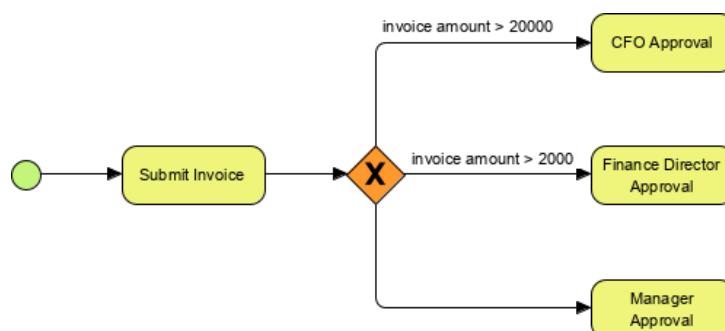 invoice amount > 20000
CFO Approval
Submit Invoice
X
invoice amount > 2000
Finance Director
Approval
Manager
Approval